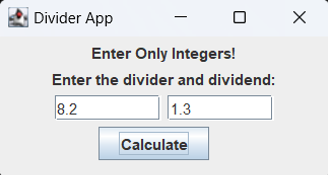 Divider App
Enter Only Integers!
Enter the divider and dividend:
8.2 1.3
Calculate